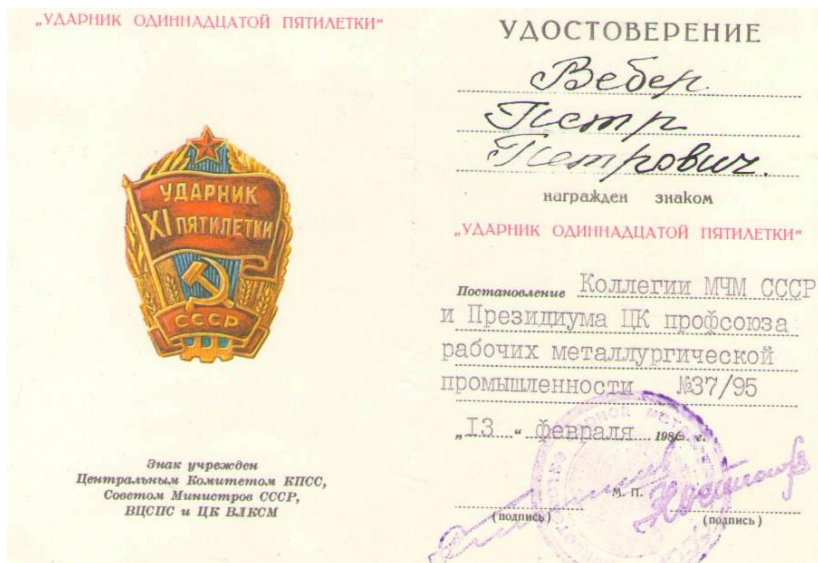 „УДАРНИК ОДИННАДЦАТОЙ ПЯТИЛЕТКИ“
УДАРНИК
XI ПЯТИЛЕТКИ
СССР
Знак учрежден
Центральным Комитетом КПСС,
Советом Министров СССР,
ВЦСПС и ЦК ВЛКСМ
УДОСТОВЕРЕНИЕ
Вебер
Петр
Петрович.
награжден знаком
„УДАРНИК ОДИННАДЦАТОЙ ПЯТИЛЕТКИ“
Постановление Коллегии МЧМ СССР
и Президиума ЦК профсоюза
рабочих металлургической
промышленности №37/95
„13“ февраля 1986 г.
М. П.
(подпись) (подпись)